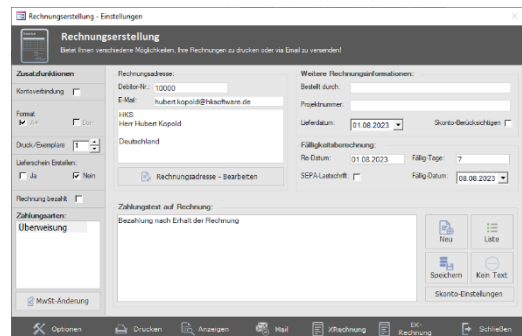 Rechnungserstellung - Einstellungen
Rechnungserstellung
Bietet Ihnen verschiedene Möglichkeiten, Ihre Rechnungen zu drucken oder via Email zu versenden!
Zusatzfunktionen
Kontoverbindung
Format
Druck/Exemplare: 1
Lieferschein Erstellen:
Ja Nein
Rechnung bezahlt
Zahlungsarten:
Überweisung
MwSt-Änderung
Rechnungsadresse:
Debitor-Nr.: 10000
E-Mail: hubert.kopold@hksoftware.de
HKS
Herr Hubert Kopold
Deutschland
Rechnungsadresse - Bearbeiten
Weitere Rechnungsinformationen:
Bestellt durch:
Projektnummer:
Lieferdatum: 01.08.2023 Skonto-Berücksichtigen
Fälligkeitsberechnung:
Re-Datum: 01.08.2023 Fällig-Tage: 7
SEPA-Lastschrift: Fällig-Datum: 08.08.2023
Zahlungstext auf Rechnung:
Bezahlung nach Erhalt der Rechnung
Neu Liste
Speichern Kein Text
Skonto-Einstellungen
Optionen Drucken Anzeigen Mail XRechnung EK-Rechnung Schließen